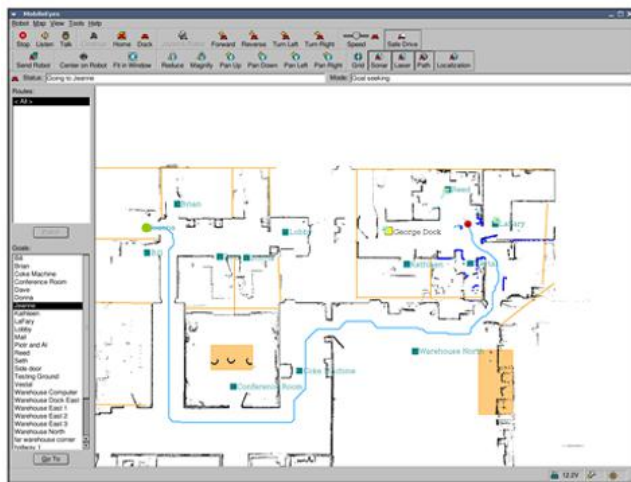 MobileEyes
Robot Map View Tools Help
Stop Listen Talk Home Dock Forward Reverse Turn Left Turn Right Speed Safe Drive
Send Robot Center on Robot Fit in Window Reduce Magnify Pan Up Pan Down Pan Left Pan Right Grid Sonar Laser Path Localization
Status: Going to Jeanne Mode: Goal seeking
Routes:
< All >
Goals:
Bill
Brian
Coke Machine
Conference Room
Dave
Donna
Jeanne
Kathleen
LaFary
Lobby
Mail
Piotr and Al
Reed
Seth
Side door
Testing Ground
Vestal
Warehouse Computer
Warehouse Dock East
Warehouse East 1
Warehouse East 2
Warehouse East 3
Warehouse North
far warehouse corner
hallway 1
Go To
Brian
Reed
LaFary
Lobby
George Dock
Bill
Kathleen
Warehouse North
Coke Machine
Conference Room
12.2V